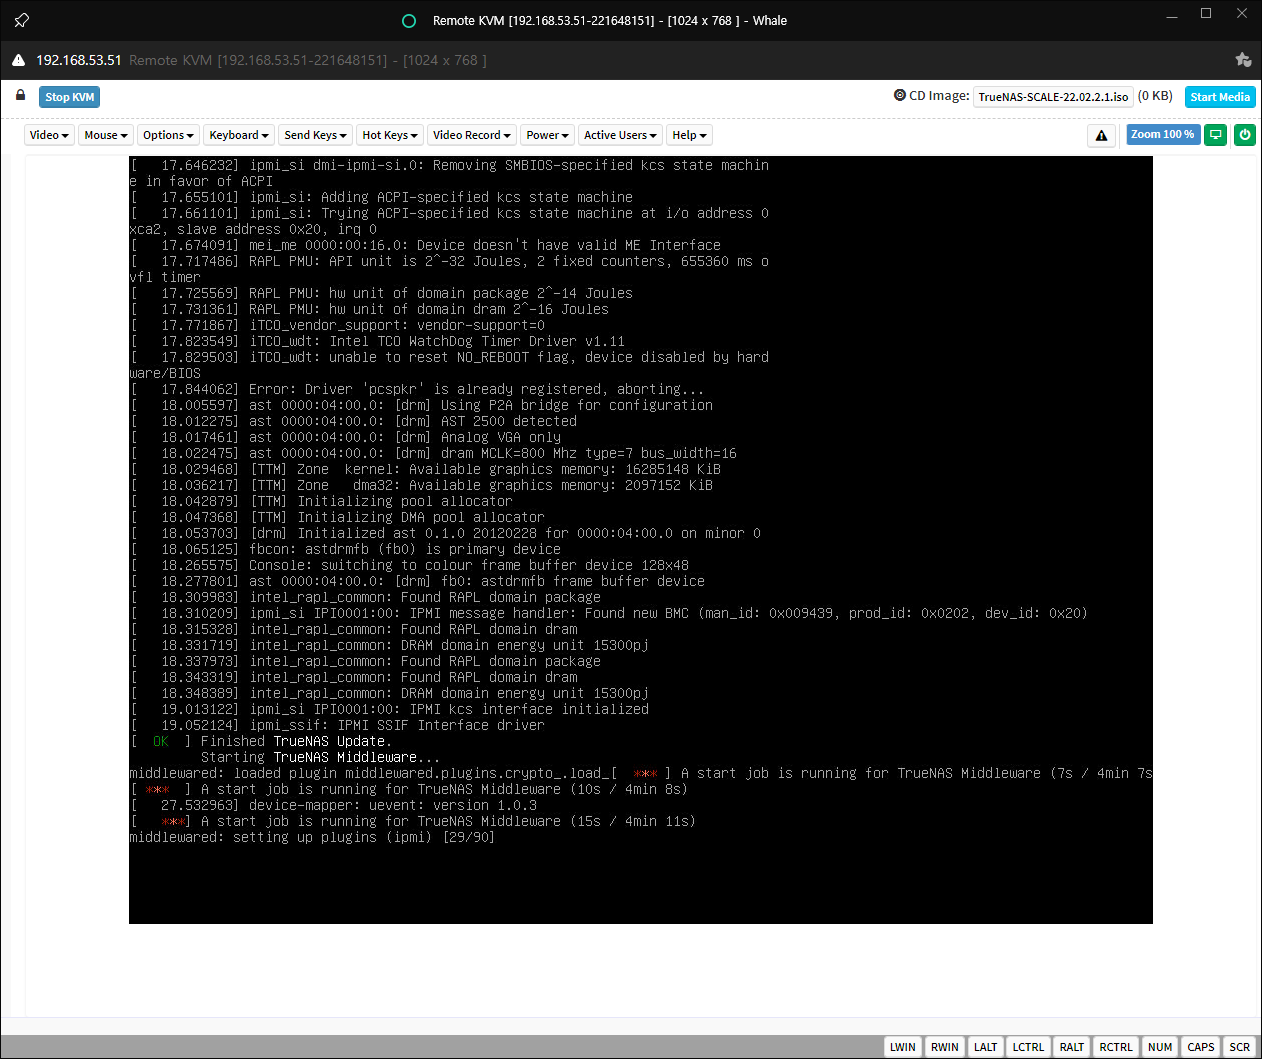 Remote KVM [192.168.53.51-221648151] - [1024 x 768 ] - Whale
192.168.53.51 Remote KVM [192.168.53.51-221648151] - [1024 x 768 ]
Stop KVM
CD Image: TrueNAS-SCALE-22.02.2.1.iso (0 KB) Start Media
Video Mouse Options Keyboard Send Keys Hot Keys Video Record Power Active Users Help Zoom 100 %
[   17.646232] ipmi_si dmi-ipmi-si.0: Removing SMBIOS-specified kcs state machin
e in favor of ACPI
[   17.655101] ipmi_si: Adding ACPI-specified kcs state machine
[   17.661101] ipmi_si: Trying ACPI-specified kcs state machine at i/o address 0
xca2, slave address 0x20, irq 0
[   17.674091] mei_me 0000:00:16.0: Device doesn't have valid ME Interface
[   17.717486] RAPL PMU: API unit is 2^-32 Joules, 2 fixed counters, 655360 ms o
vfl timer
[   17.725569] RAPL PMU: hw unit of domain package 2^-14 Joules
[   17.731361] RAPL PMU: hw unit of domain dram 2^-16 Joules
[   17.771867] iTCO_vendor_support: vendor-support=0
[   17.823549] iTCO_wdt: Intel TCO WatchDog Timer Driver v1.11
[   17.829503] iTCO_wdt: unable to reset NO_REBOOT flag, device disabled by hard
ware/BIOS
[   17.844062] Error: Driver 'pcspkr' is already registered, aborting...
[   18.005597] ast 0000:04:00.0: [drm] Using P2A bridge for configuration
[   18.012275] ast 0000:04:00.0: [drm] AST 2500 detected
[   18.017461] ast 0000:04:00.0: [drm] Analog VGA only
[   18.022475] ast 0000:04:00.0: [drm] dram MCLK=800 Mhz type=7 bus_width=16
[   18.029468] [TTM] Zone  kernel: Available graphics memory: 16285148 KiB
[   18.036217] [TTM] Zone   dma32: Available graphics memory: 2097152 KiB
[   18.042879] [TTM] Initializing pool allocator
[   18.047368] [TTM] Initializing DMA pool allocator
[   18.053703] [drm] Initialized ast 0.1.0 20120228 for 0000:04:00.0 on minor 0
[   18.065125] fbcon: astdrmfb (fb0) is primary device
[   18.265575] Console: switching to colour frame buffer device 128x48
[   18.277801] ast 0000:04:00.0: [drm] fb0: astdrmfb frame buffer device
[   18.309983] intel_rapl_common: Found RAPL domain package
[   18.310209] ipmi_si IPI0001:00: IPMI message handler: Found new BMC (man_id: 0x009439, prod_id: 0x0202, dev_id: 0x20)
[   18.315328] intel_rapl_common: Found RAPL domain dram
[   18.331719] intel_rapl_common: DRAM domain energy unit 15300pj
[   18.337973] intel_rapl_common: Found RAPL domain package
[   18.343319] intel_rapl_common: Found RAPL domain dram
[   18.348389] intel_rapl_common: DRAM domain energy unit 15300pj
[   19.013122] ipmi_si IPI0001:00: IPMI kcs interface initialized
[   19.052124] ipmi_ssif: IPMI SSIF Interface driver
[  OK  ] Finished TrueNAS Update.
         Starting TrueNAS Middleware...
middlewared: loaded plugin middlewared.plugins.crypto_.load_[  *** ] A start job is running for TrueNAS Middleware (7s / 4min 7s
[ ***  ] A start job is running for TrueNAS Middleware (10s / 4min 8s)
[   27.532963] device-mapper: uevent: version 1.0.3
[   ***] A start job is running for TrueNAS Middleware (15s / 4min 11s)
middlewared: setting up plugins (ipmi) [29/90]
LWIN RWIN LALT LCTRL RALT RCTRL NUM CAPS SCR